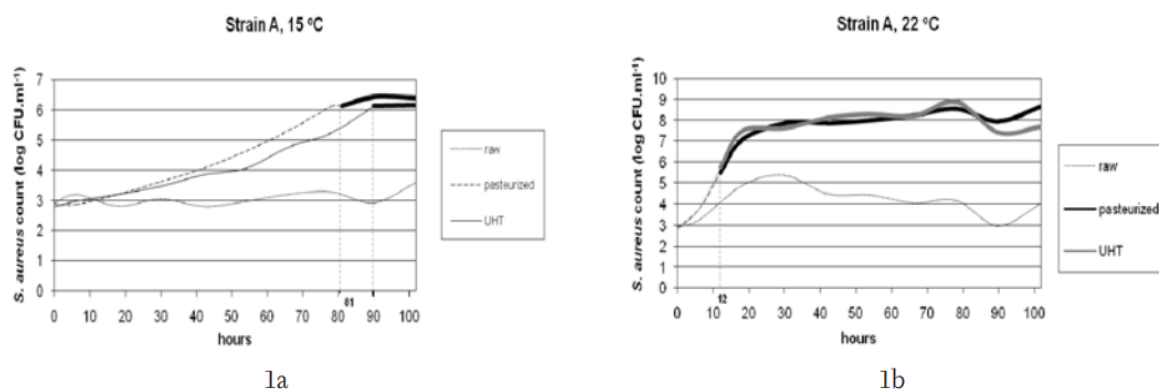 Strain A, 15 ºC
S. aureus count (log CFU.ml-1)
7
6
5
4
3
2
1
0
0 10 20 30 40 50 60 70 80 90 100
81
hours
raw
pasteurized
UHT
1a
Strain A, 22 ºC
S. aureus count (log CFU.ml-1)
10
9
8
7
6
5
4
3
2
1
0
0 10 20 30 40 50 60 70 80 90 100
12
hours
raw
pasteurized
UHT
1b